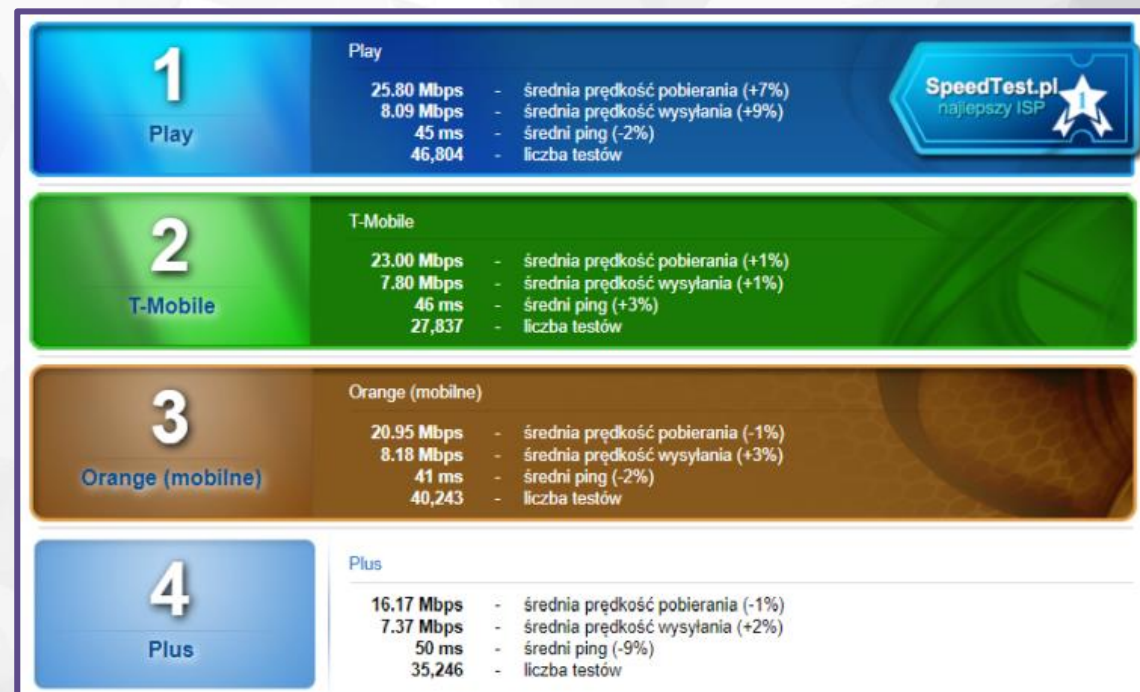 1
Play
Play
25.80 Mbps - średnia prędkość pobierania (+7%)
8.09 Mbps - średnia prędkość wysyłania (+9%)
45 ms - średni ping (-2%)
46,804 - liczba testów
SpeedTest.pl
najlepszy ISP
1
2
T-Mobile
T-Mobile
23.00 Mbps - średnia prędkość pobierania (+1%)
7.80 Mbps - średnia prędkość wysyłania (+1%)
46 ms - średni ping (+3%)
27,837 - liczba testów
3
Orange (mobilne)
Orange (mobilne)
20.95 Mbps - średnia prędkość pobierania (-1%)
8.18 Mbps - średnia prędkość wysyłania (+3%)
41 ms - średni ping (-2%)
40,243 - liczba testów
4
Plus
Plus
16.17 Mbps - średnia prędkość pobierania (-1%)
7.37 Mbps - średnia prędkość wysyłania (+2%)
50 ms - średni ping (-9%)
35,246 - liczba testów